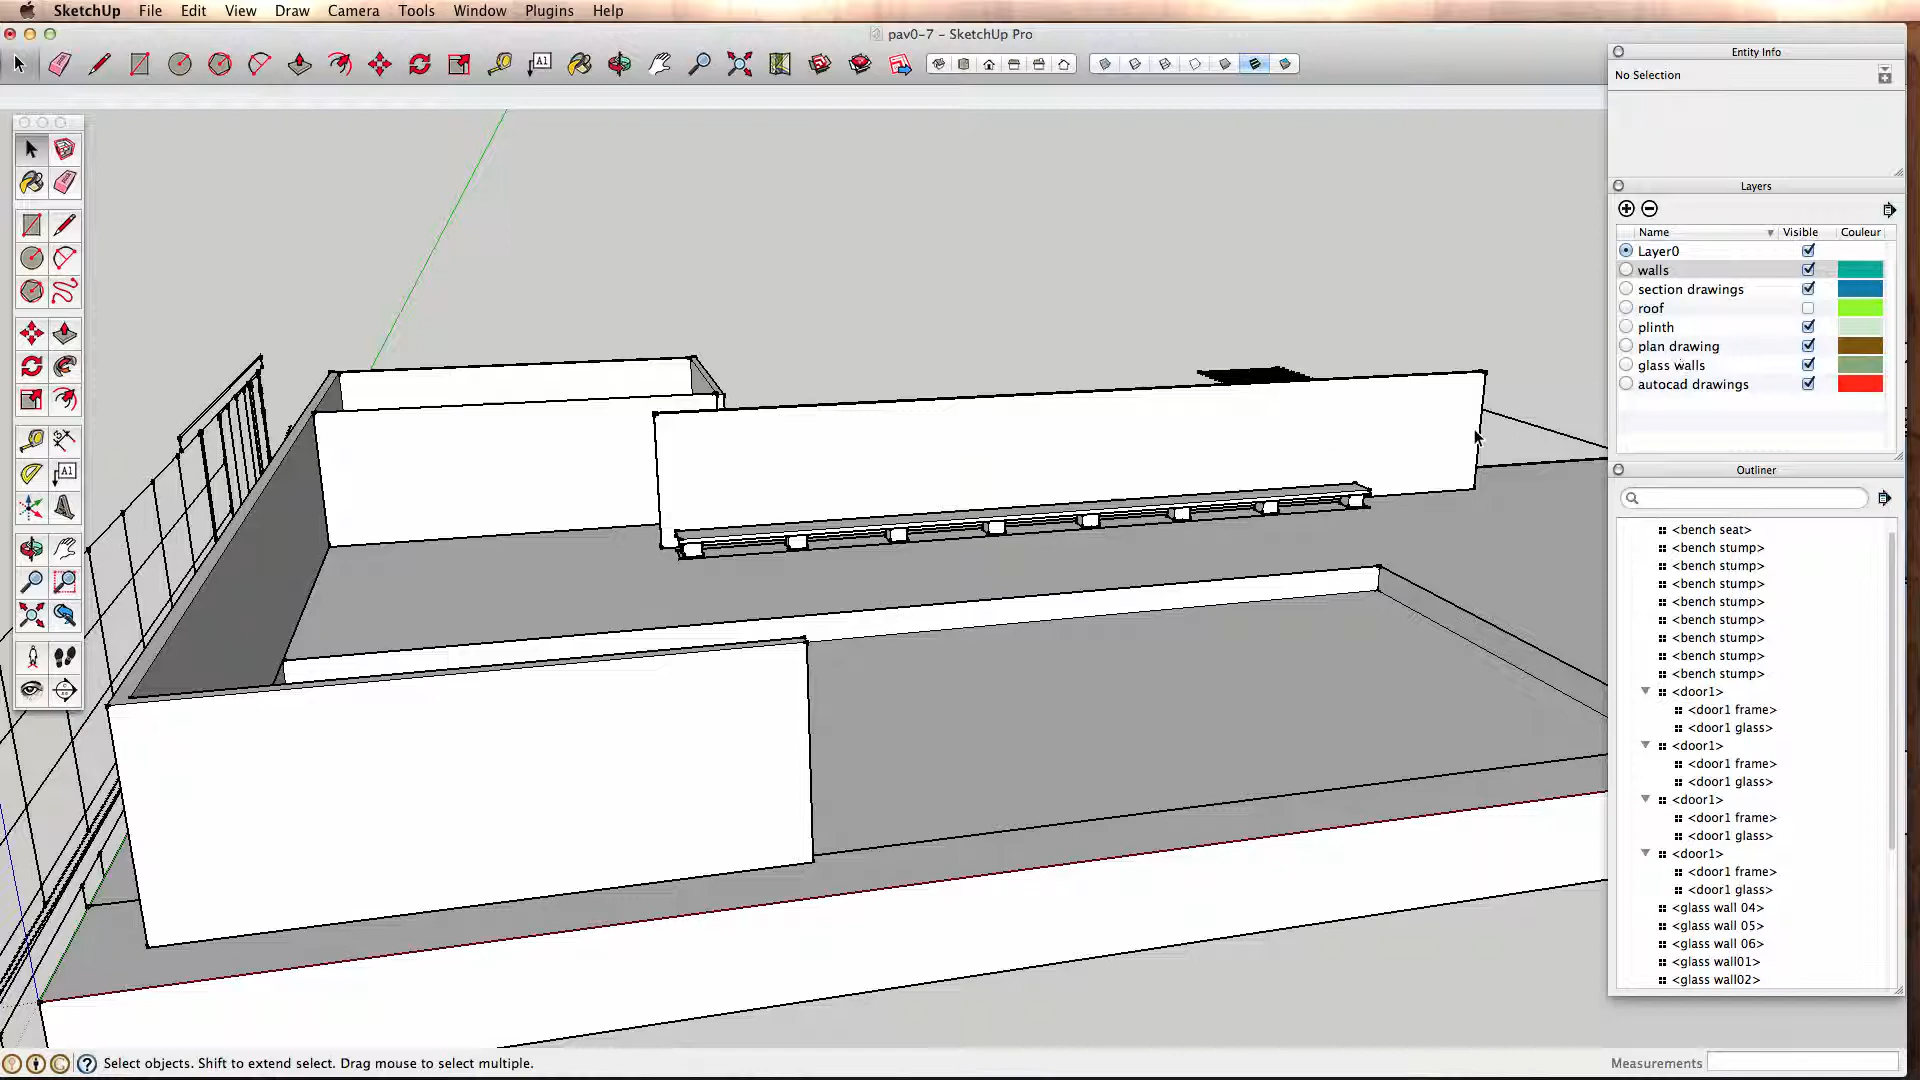 SketchUp File Edit View Draw Camera Tools Window Plugins Help
pav0-7 - SketchUp Pro
A1
Entity Info
No Selection
Layers
Name Visible Couleur
Layer0
walls
section drawings
roof
plinth
plan drawing
glass walls
autocad drawings
A1
Outliner
<bench seat>
<bench stump>
<bench stump>
<bench stump>
<bench stump>
<bench stump>
<bench stump>
<bench stump>
<bench stump>
<door1>
<door1 frame>
<door1 glass>
<door1>
<door1 frame>
<door1 glass>
<door1>
<door1 frame>
<door1 glass>
<door1>
<door1 frame>
<door1 glass>
<glass wall 04>
<glass wall 05>
<glass wall 06>
<glass wall01>
<glass wall02>
Select objects. Shift to extend select. Drag mouse to select multiple.
Measurements